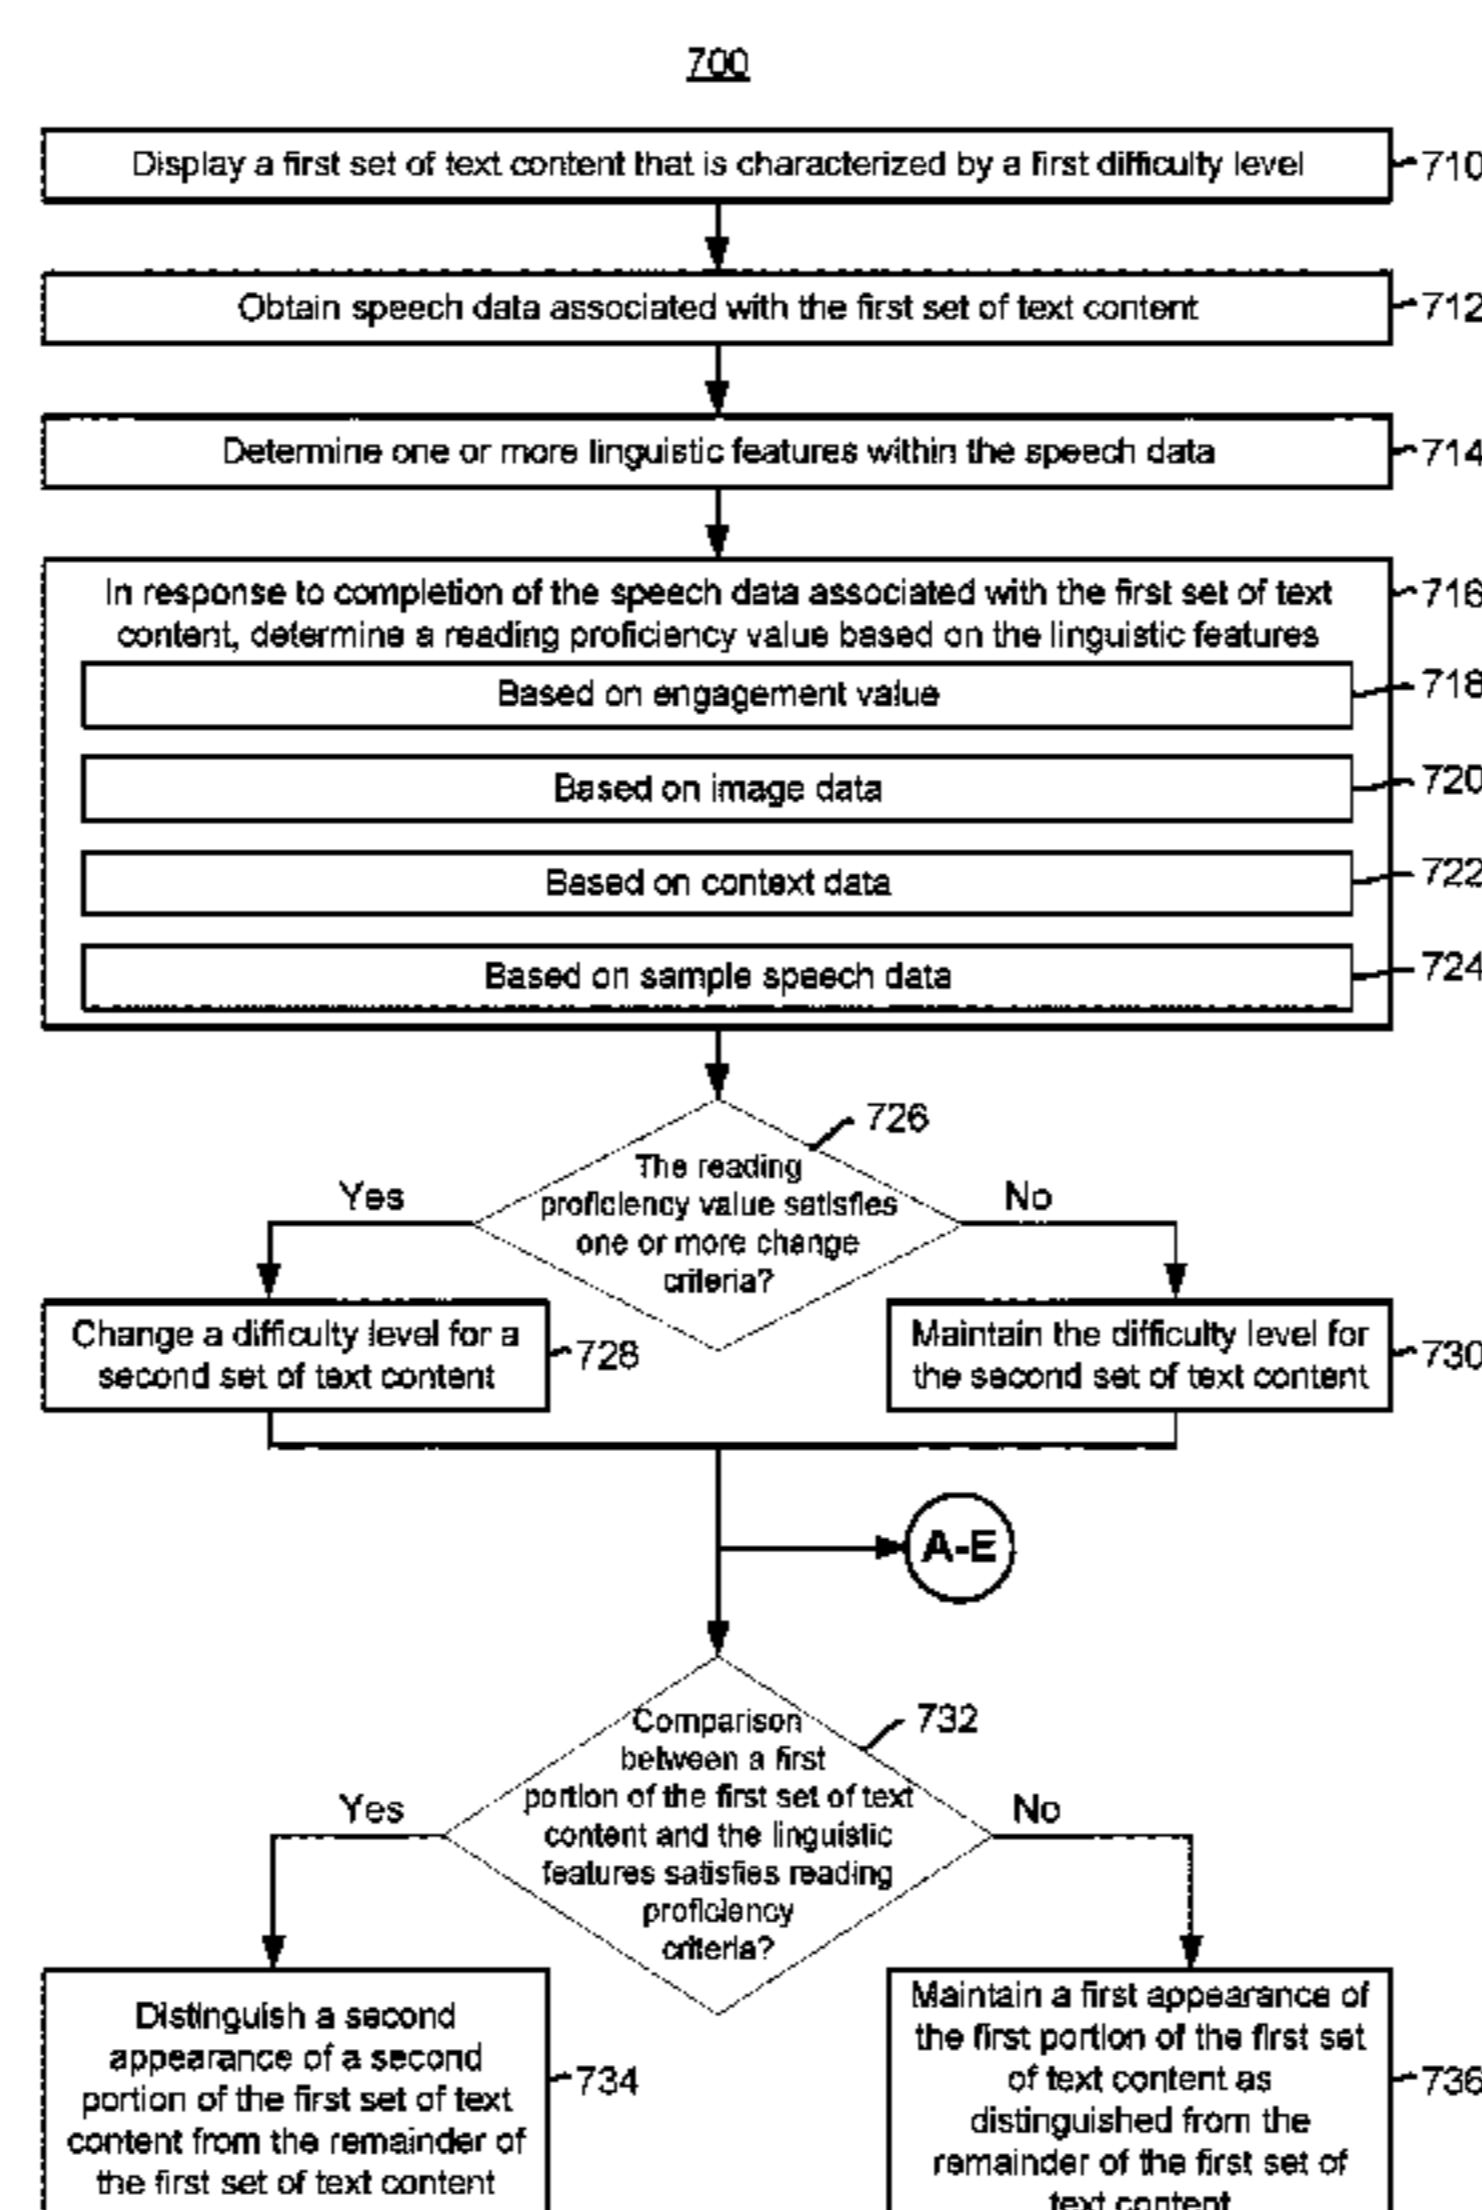 700
Display a first set of text content that is characterized by a first difficulty level
710
Obtain speech data associated with the first set of text content
712
Determine one or more linguistic features within the speech data
714
In response to completion of the speech data associated with the first set of text
content, determine a reading proficiency value based on the linguistic features
716
Based on engagement value
718
Based on image data
720
Based on context data
722
Based on sample speech data
724
726
The reading
proficiency value satisfies
one or more change
criteria?
Yes
No
Change a difficulty level for a
second set of text content
728
Maintain the difficulty level for
the second set of text content
730
A-E
732
Comparison
between a first
portion of the first set of text
content and the linguistic
features satisfies reading
proficiency
criteria?
Yes
No
Distinguish a second
appearance of a second
portion of the first set of text
content from the remainder of
the first set of text content
734
Maintain a first appearance of
the first portion of the first set
of text content as
distinguished from the
remainder of the first set of
text content
736